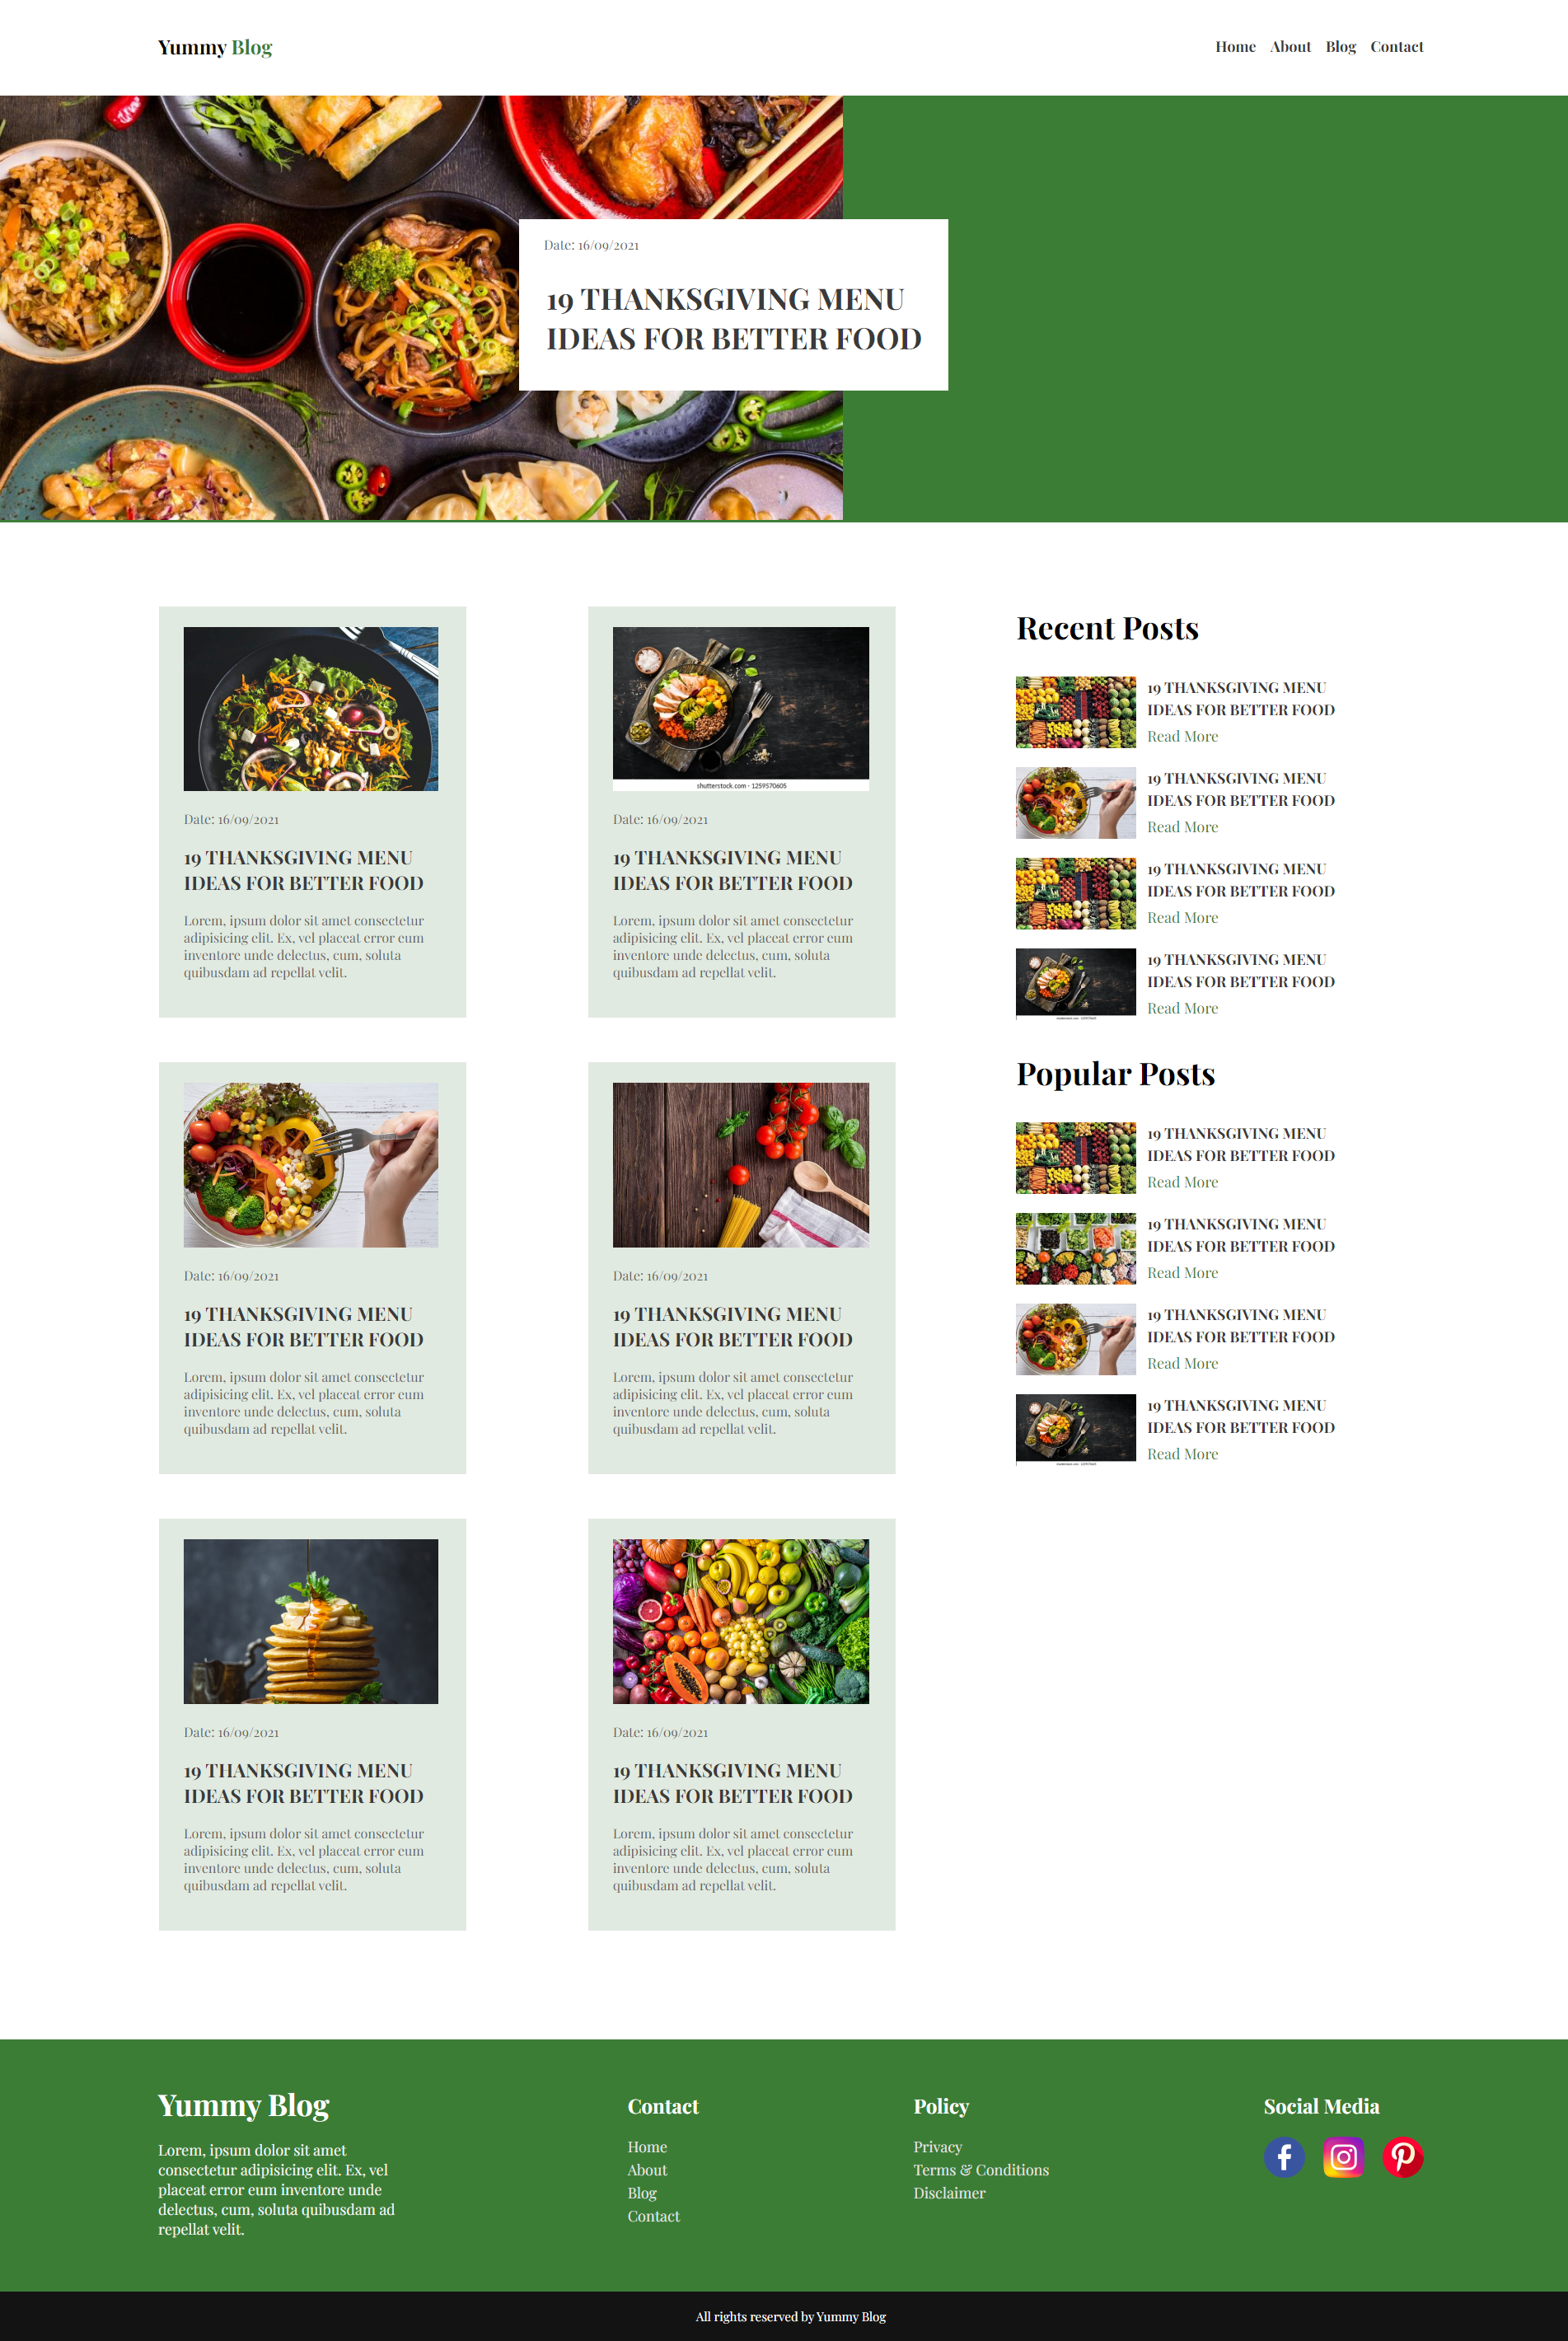 Yummy Blog
Home About Blog Contact
Date: 16/09/2021
19 THANKSGIVING MENU
IDEAS FOR BETTER FOOD
shutterstock.com · 1259570605
Date: 16/09/2021
19 THANKSGIVING MENU
IDEAS FOR BETTER FOOD
Lorem, ipsum dolor sit amet consectetur
adipisicing elit. Ex, vel placeat error eum
inventore unde delectus, cum, soluta
quibusdam ad repellat velit.
Date: 16/09/2021
19 THANKSGIVING MENU
IDEAS FOR BETTER FOOD
Lorem, ipsum dolor sit amet consectetur
adipisicing elit. Ex, vel placeat error eum
inventore unde delectus, cum, soluta
quibusdam ad repellat velit.
Date: 16/09/2021
19 THANKSGIVING MENU
IDEAS FOR BETTER FOOD
Lorem, ipsum dolor sit amet consectetur
adipisicing elit. Ex, vel placeat error eum
inventore unde delectus, cum, soluta
quibusdam ad repellat velit.
Date: 16/09/2021
19 THANKSGIVING MENU
IDEAS FOR BETTER FOOD
Lorem, ipsum dolor sit amet consectetur
adipisicing elit. Ex, vel placeat error eum
inventore unde delectus, cum, soluta
quibusdam ad repellat velit.
Date: 16/09/2021
19 THANKSGIVING MENU
IDEAS FOR BETTER FOOD
Lorem, ipsum dolor sit amet consectetur
adipisicing elit. Ex, vel placeat error eum
inventore unde delectus, cum, soluta
quibusdam ad repellat velit.
Date: 16/09/2021
19 THANKSGIVING MENU
IDEAS FOR BETTER FOOD
Lorem, ipsum dolor sit amet consectetur
adipisicing elit. Ex, vel placeat error eum
inventore unde delectus, cum, soluta
quibusdam ad repellat velit.
Recent Posts
19 THANKSGIVING MENU
IDEAS FOR BETTER FOOD
Read More
19 THANKSGIVING MENU
IDEAS FOR BETTER FOOD
Read More
19 THANKSGIVING MENU
IDEAS FOR BETTER FOOD
Read More
19 THANKSGIVING MENU
IDEAS FOR BETTER FOOD
Read More
Popular Posts
19 THANKSGIVING MENU
IDEAS FOR BETTER FOOD
Read More
19 THANKSGIVING MENU
IDEAS FOR BETTER FOOD
Read More
19 THANKSGIVING MENU
IDEAS FOR BETTER FOOD
Read More
19 THANKSGIVING MENU
IDEAS FOR BETTER FOOD
Read More
Yummy Blog
Lorem, ipsum dolor sit amet
consectetur adipisicing elit. Ex, vel
placeat error eum inventore unde
delectus, cum, soluta quibusdam ad
repellat velit.
Contact
Home
About
Blog
Contact
Policy
Privacy
Terms & Conditions
Disclaimer
Social Media
All rights reserved by Yummy Blog